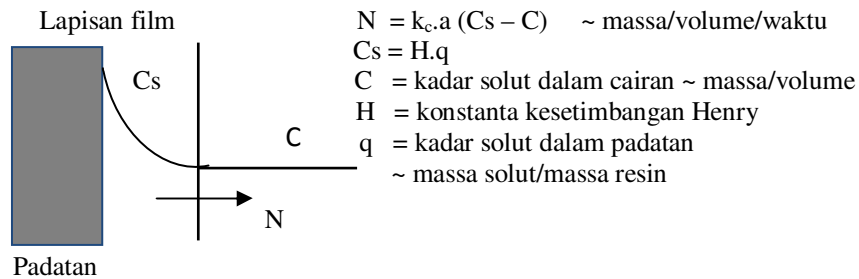 Lapisan film
Cs
C
N
Padatan
N = kc.a (Cs – C) ~ massa/volume/waktu
Cs = H.q
C = kadar solut dalam cairan ~ massa/volume
H = konstanta kesetimbangan Henry
q = kadar solut dalam padatan
~ massa solut/massa resin